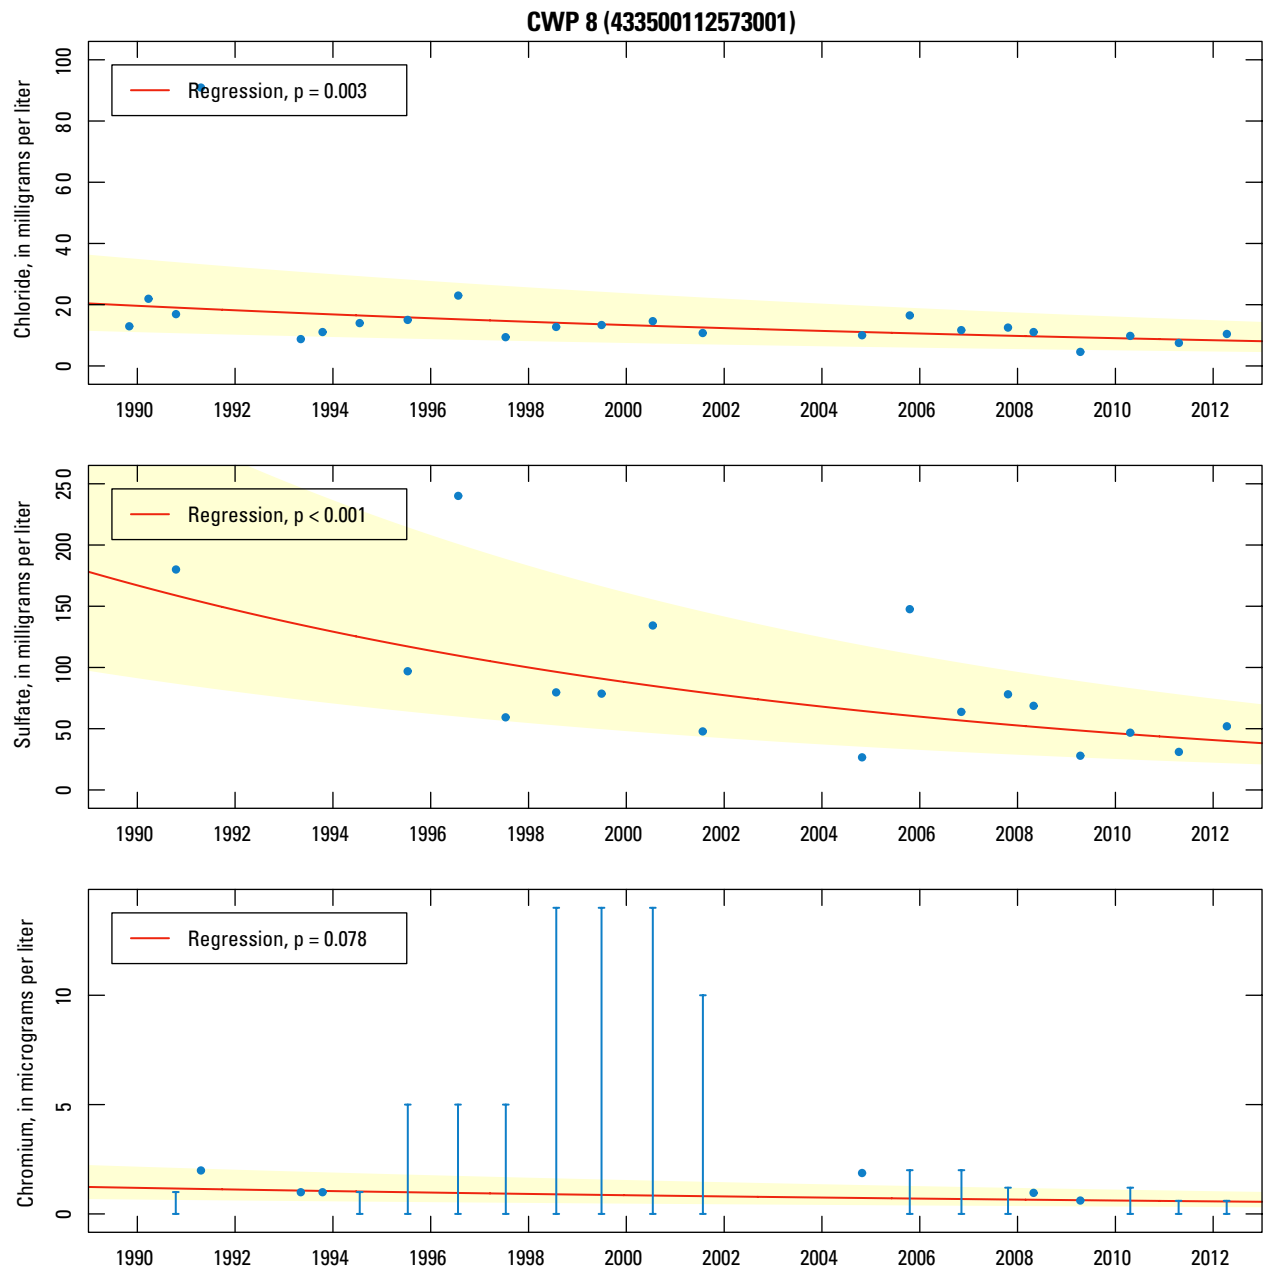 CWP 8 (433500112573001)
Chloride, in milligrams per liter
100
80
60
40
20
0
Regression, p = 0.003
1990 1992 1994 1996 1998 2000 2002 2004 2006 2008 2010 2012
Sulfate, in milligrams per liter
250
200
150
100
50
0
Regression, p < 0.001
1990 1992 1994 1996 1998 2000 2002 2004 2006 2008 2010 2012
Chromium, in micrograms per liter
10
5
0
Regression, p = 0.078
1990 1992 1994 1996 1998 2000 2002 2004 2006 2008 2010 2012